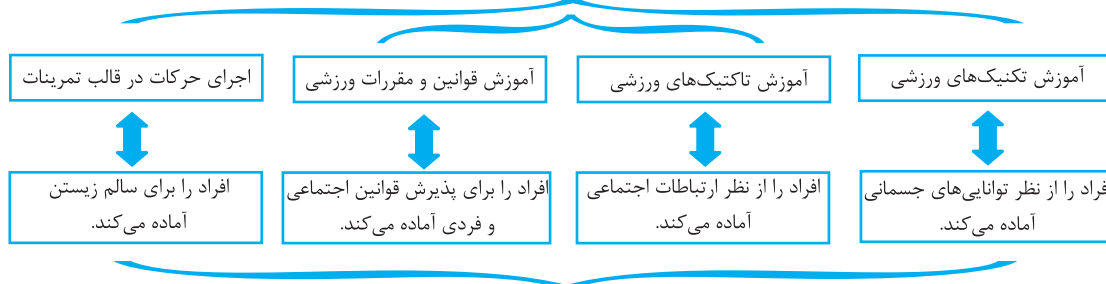 آموزش تکنیک‌های ورزشی
آموزش تاکتیک‌های ورزشی
آموزش قوانین و مقررات ورزشی
اجرای حرکات در قالب تمرینات
فراد را از نظر توانایی‌های جسمانی
آماده می‌کند.
افراد را از نظر ارتباطات اجتماعی
آماده می‌کند.
افراد را برای پذیرش قوانین اجتماعی
و فردی آماده می‌کند.
افراد را برای سالم زیستن
آماده می‌کند.